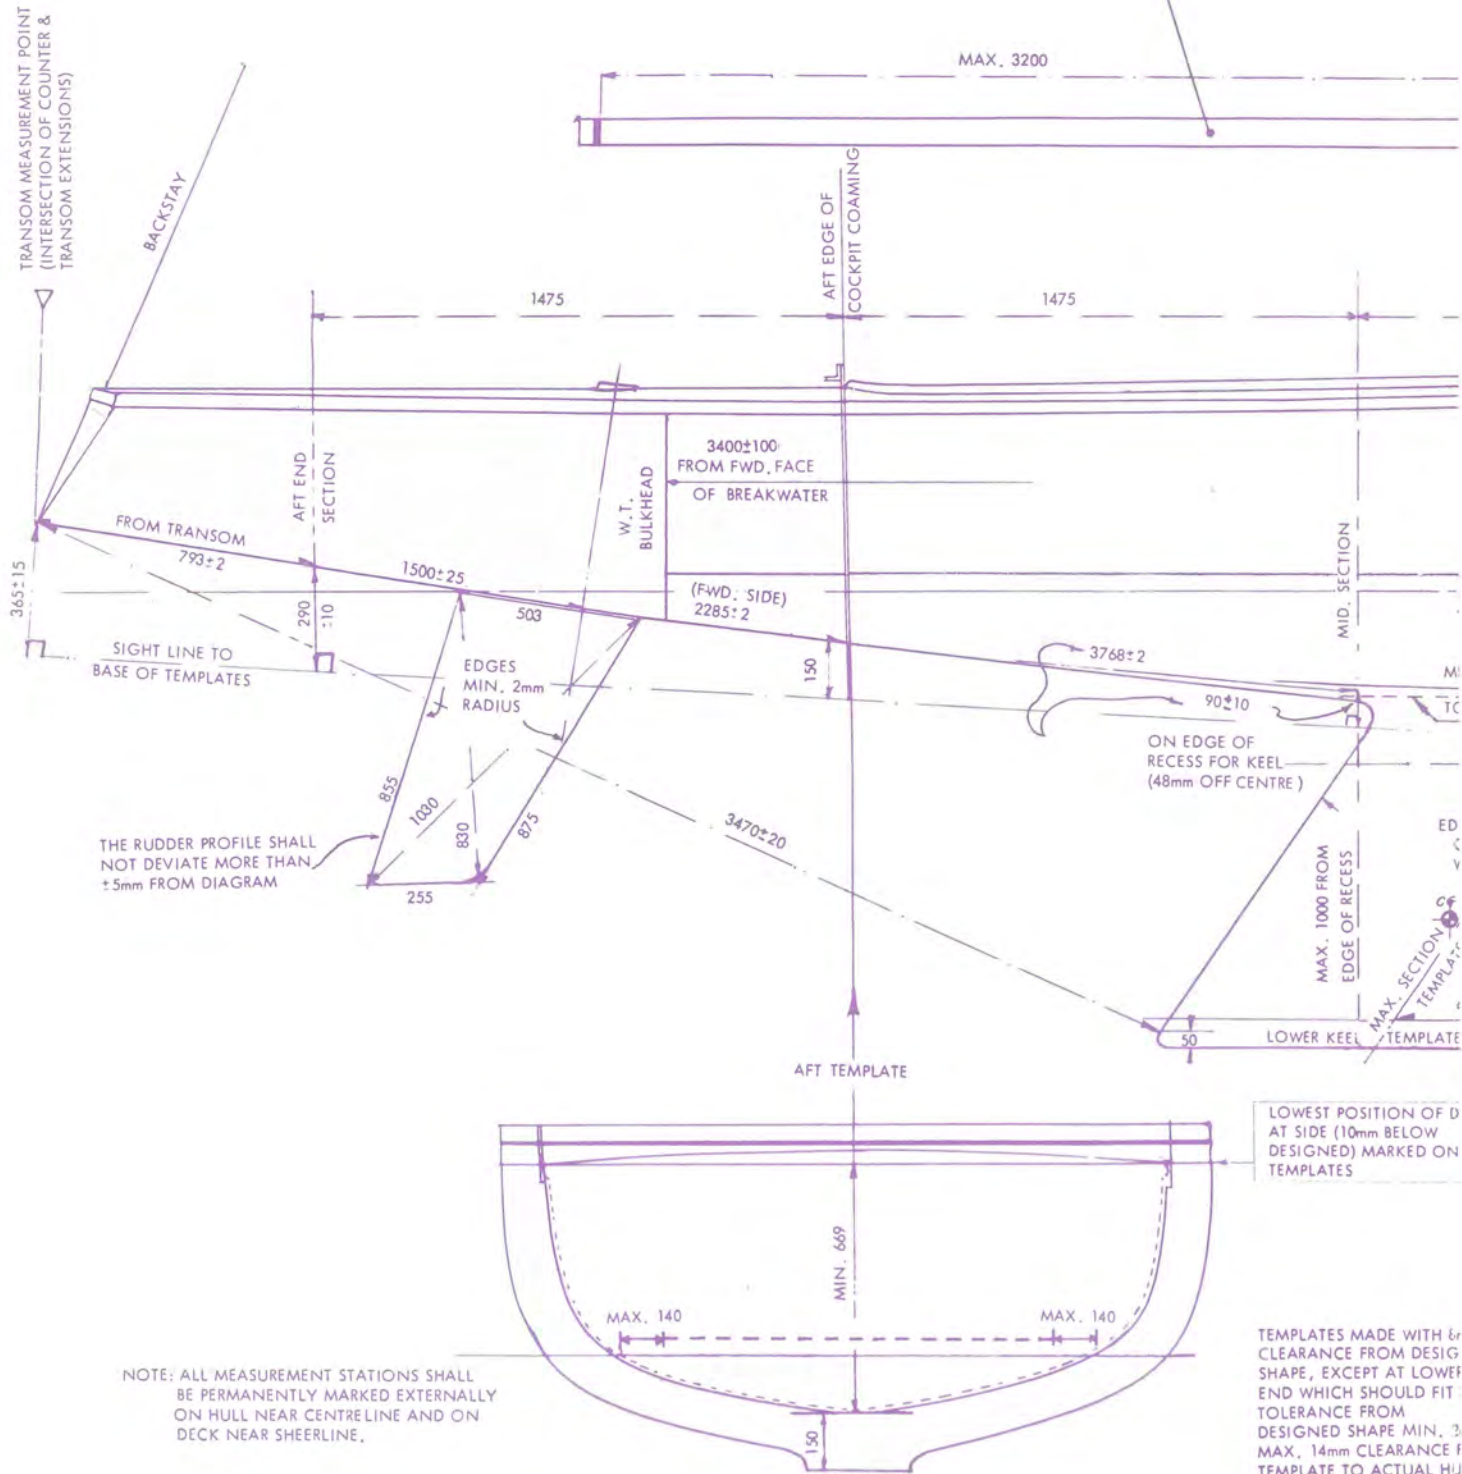 TRANSOM MEASUREMENT POINT
(INTERSECTION OF COUNTER &
TRANSOM EXTENSIONS)
BACKSTAY
MAX. 3200
AFT EDGE OF
COCKPIT COAMING
1475
1475
AFT END
SECTION
W.T.
BULKHEAD
3400±100
FROM FWD. FACE
OF BREAKWATER
MID. SECTION
FROM TRANSOM
793±2
1500±25
503
(FWD. SIDE)
2285±2
365±15
290
±10
SIGHT LINE TO
BASE OF TEMPLATES
EDGES
MIN. 2mm
RADIUS
150
3768±2
90±10
ON EDGE OF
RECESS FOR KEEL
(48mm OFF CENTRE)
855
1030
830
875
255
3470±20
THE RUDDER PROFILE SHALL
NOT DEVIATE MORE THAN
±5mm FROM DIAGRAM
MAX. 1000 FROM
EDGE OF RECESS
MAX. SECTION
50
LOWER KEEL TEMPLATE
AFT TEMPLATE
LOWEST POSITION OF D
AT SIDE (10mm BELOW
DESIGNED) MARKED ON
TEMPLATES
MIN. 669
MAX. 140
MAX. 140
150
NOTE: ALL MEASUREMENT STATIONS SHALL
BE PERMANENTLY MARKED EXTERNALLY
ON HULL NEAR CENTRELINE AND ON
DECK NEAR SHEERLINE.
TEMPLATES MADE WITH
CLEARANCE FROM DESIG
SHAPE, EXCEPT AT LOWER
END WHICH SHOULD FIT
TOLERANCE FROM
DESIGNED SHAPE MIN.
MAX. 14mm CLEARANCE
TEMPLATE TO ACTUAL